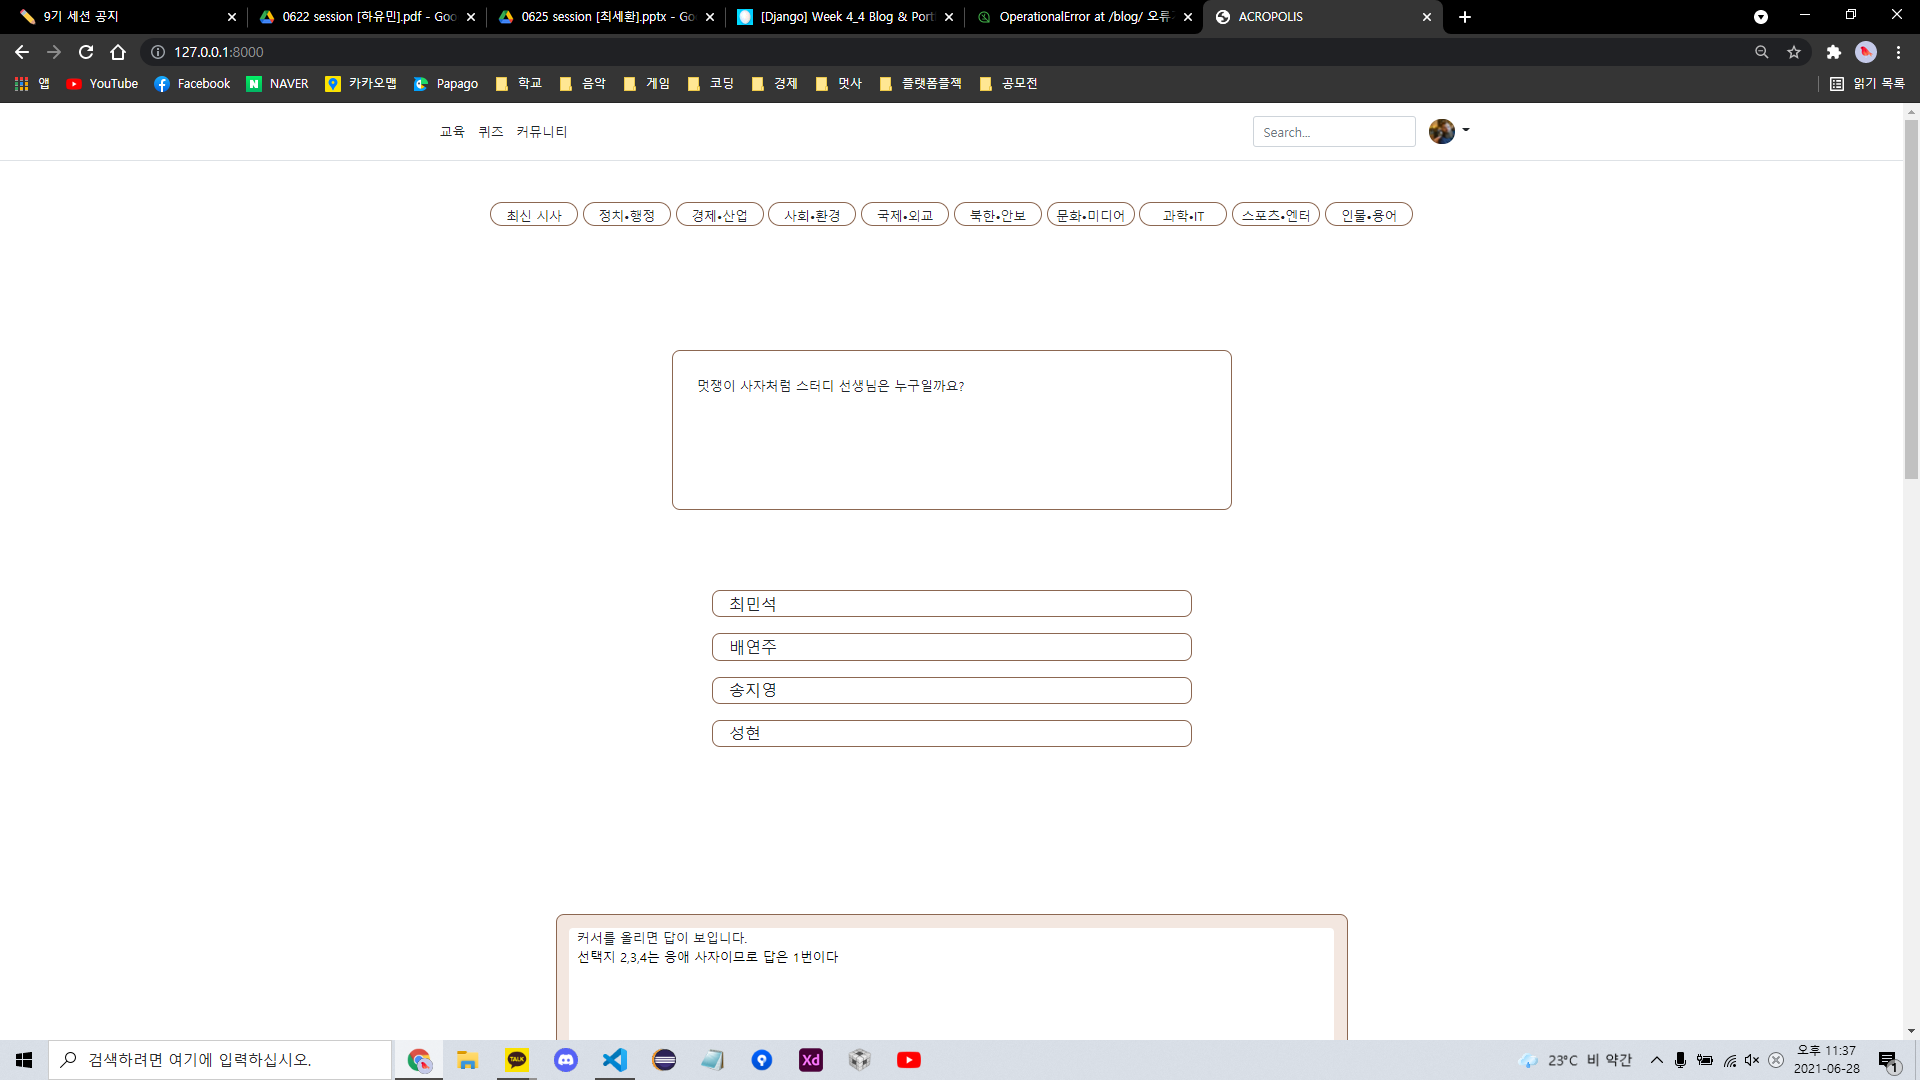 9기 세션 공지
0622 session [하유민].pdf - Goo
0625 session [최세환].pptx - Go
[Django] Week 4_4 Blog & Port
OperationalError at /blog/ 오류
ACROPOLIS
127.0.0.1:8000
앱 YouTube Facebook NAVER 카카오맵 Papago 학교 음악 게임 코딩 경제 멋사 플랫폼플젝 공모전 읽기 목록
교육 퀴즈 커뮤니티 Search...
최신 시사 정치•행정 경제•산업 사회•환경 국제•외교 북한•안보 문화•미디어 과학•IT 스포츠•엔터 인물•용어
멋쟁이 사자처럼 스터디 선생님은 누구일까요?
최민석
배연주
송지영
성현
커서를 올리면 답이 보입니다.
선택지 2,3,4는 응애 사자이므로 답은 1번이다
검색하려면 여기에 입력하십시오.
TALK
Xd
23°C 비 약간
오후 11:37
2021-06-28
1